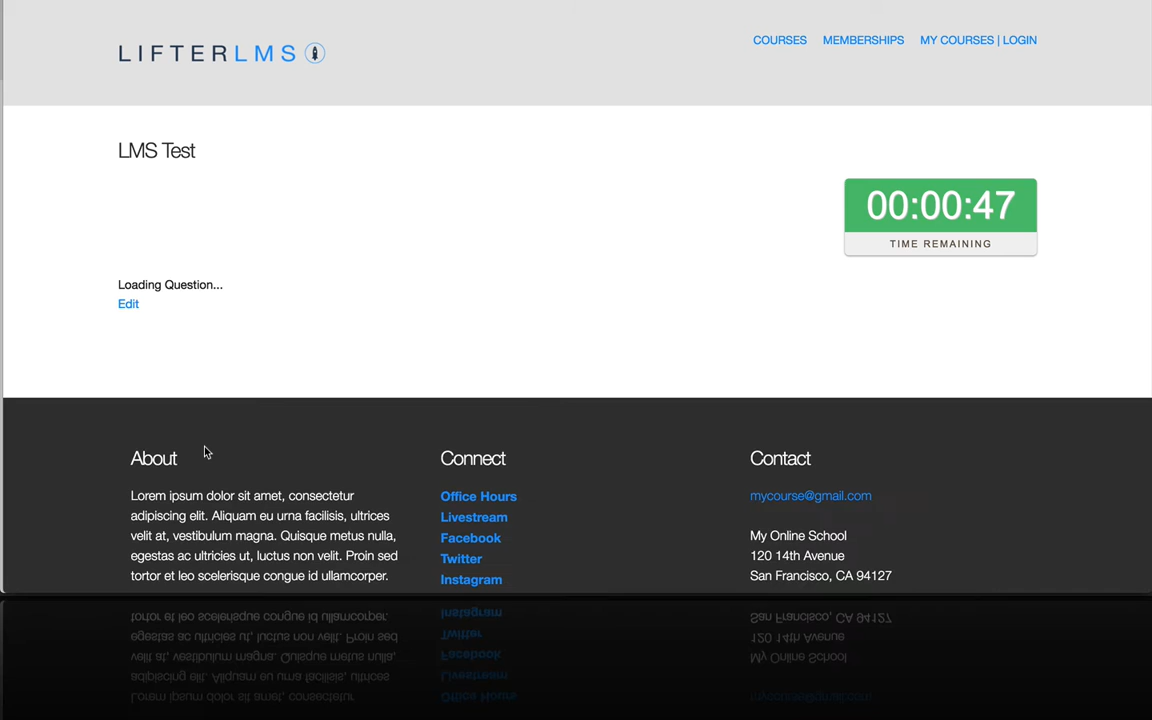 LIFTERLMS
COURSES MEMBERSHIPS MY COURSES | LOGIN
LMS Test
00:00:47
TIME REMAINING
Loading Question...
Edit
About
Lorem ipsum dolor sit amet, consectetur
adipiscing elit. Aliquam eu urna facilisis, ultrices
velit at, vestibulum magna. Quisque metus nulla,
egestas ac ultricies ut, luctus non velit. Proin sed
tortor et leo scelerisque congue id ullamcorper.
Connect
Office Hours
Livestream
Facebook
Twitter
Instagram
Contact
mycourse@gmail.com
My Online School
120 14th Avenue
San Francisco, CA 94127